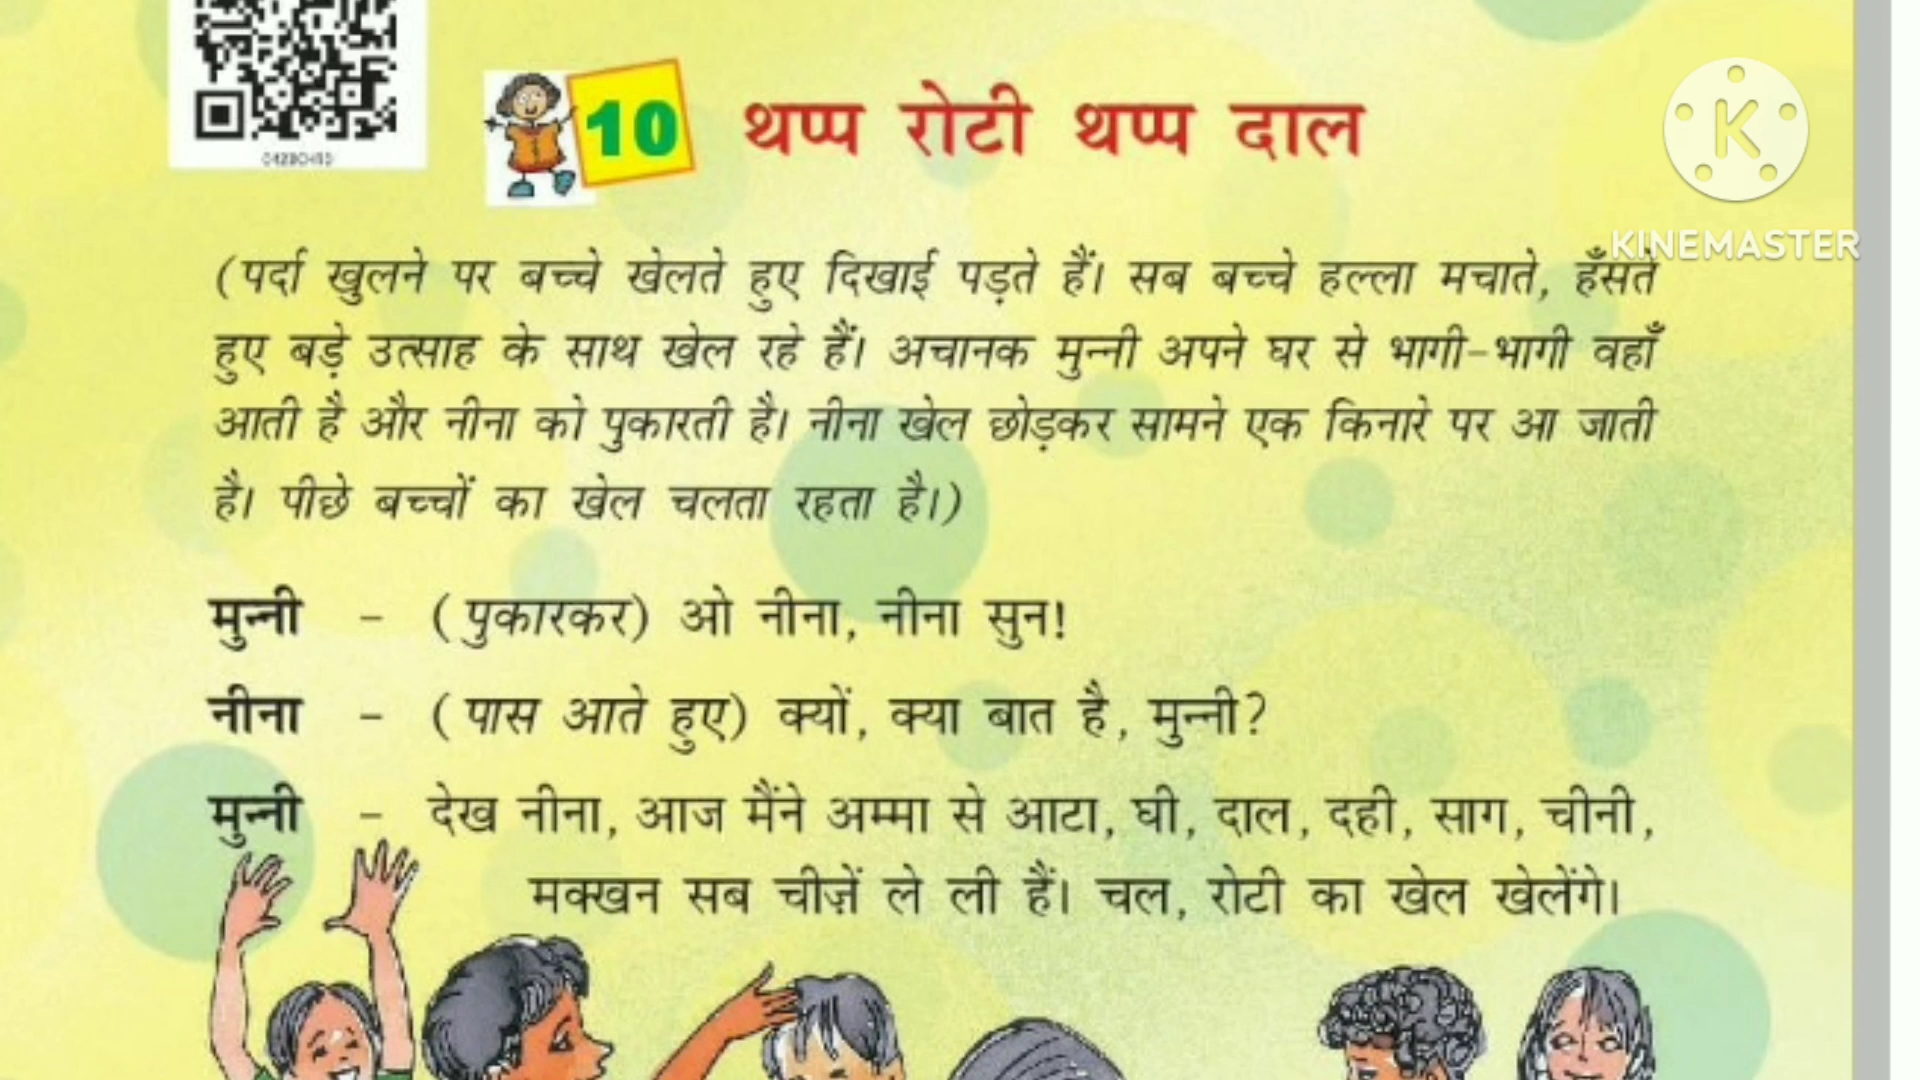 10 थप्प रोटी थप्प दाल
K
KINEMASTER
(पर्दा खुलने पर बच्चे खेलते हुए दिखाई पड़ते हैं। सब बच्चे हल्ला मचाते, हँसते
हुए बड़े उत्साह के साथ खेल रहे हैं। अचानक मुन्नी अपने घर से भागी-भागी वहाँ
आती है और नीना को पुकारती है। नीना खेल छोड़कर सामने एक किनारे पर आ जाती
है। पीछे बच्चों का खेल चलता रहता है।)
मुन्नी - (पुकारकर) ओ नीना, नीना सुन!
नीना - (पास आते हुए) क्यों, क्या बात है, मुन्नी?
मुन्नी - देख नीना, आज मैंने अम्मा से आटा, घी, दाल, दही, साग, चीनी,
मक्खन सब चीज़ें ले ली हैं। चल, रोटी का खेल खेलेंगे।